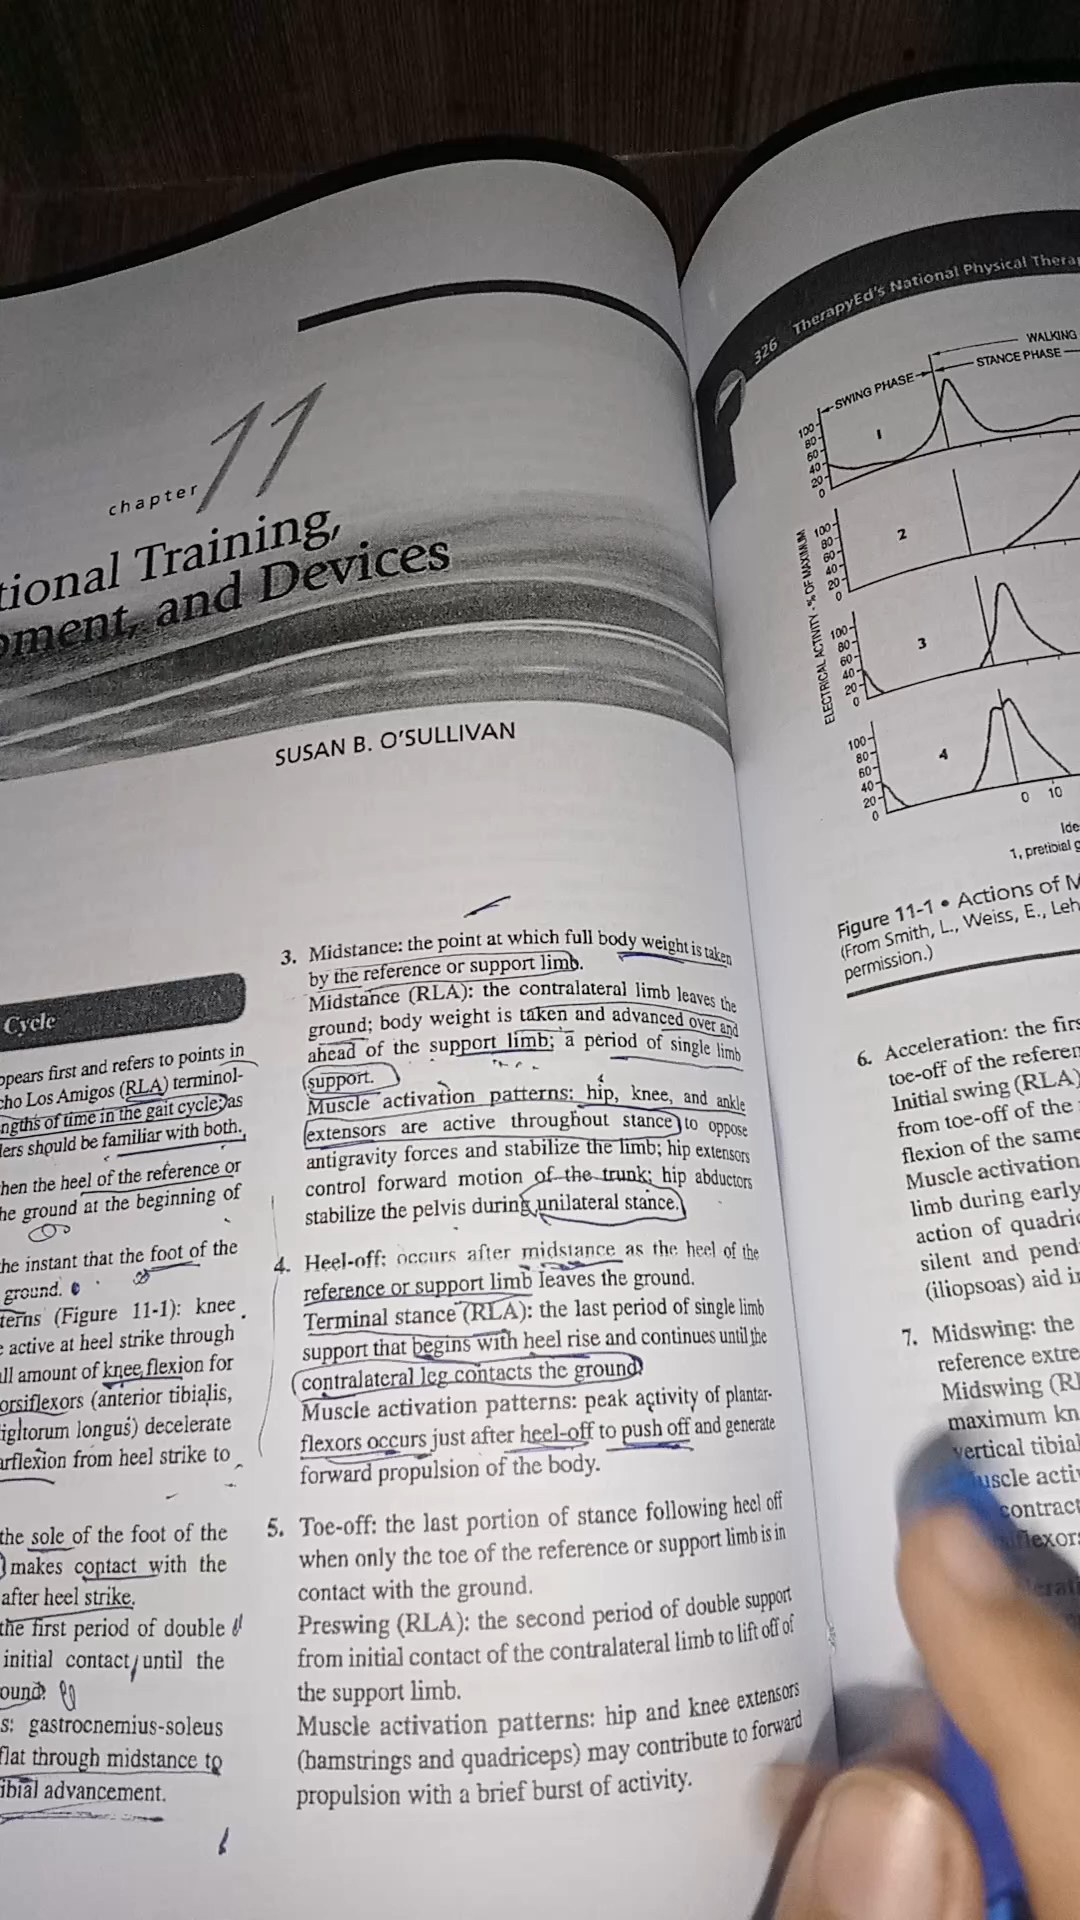 chapter 11
tional Training,
pment, and Devices
SUSAN B. O'SULLIVAN
Cycle
ppears first and refers to points in
cho Los Amigos (RLA) terminol-
ngths of time in the gait cycle; as
lers should be familiar with both.
hen the heel of the reference or
he ground at the beginning of
he instant that the foot of the
ground.
terns (Figure 11-1): knee
e active at heel strike through
ll amount of knee flexion for
orsiflexors (anterior tibialis,
igitorum longus) decelerate
arflexion from heel strike to
the sole of the foot of the
makes contact with the
after heel strike.
the first period of double
initial contact until the
ound.
s: gastrocnemius-soleus
flat through midstance to
ibial advancement.
3. Midstance: the point at which full body weight is taken
by the reference or support limb.
Midstance (RLA): the contralateral limb leaves the
ground; body weight is taken and advanced over and
ahead of the support limb; a period of single limb
support.
Muscle activation patterns: hip, knee, and ankle
extensors are active throughout stance to oppose
antigravity forces and stabilize the limb; hip extensors
control forward motion of the trunk; hip abductors
stabilize the pelvis during unilateral stance.
4. Heel-off: occurs after midstance as the heel of the
reference or support limb leaves the ground.
Terminal stance (RLA): the last period of single limb
support that begins with heel rise and continues until the
contralateral leg contacts the ground.
Muscle activation patterns: peak activity of plantar-
flexors occurs just after heel-off to push off and generate
forward propulsion of the body.
5. Toe-off: the last portion of stance following heel off
when only the toe of the reference or support limb is in
contact with the ground.
Preswing (RLA): the second period of double support
from initial contact of the contralateral limb to lift off of
the support limb.
Muscle activation patterns: hip and knee extensors
(hamstrings and quadriceps) may contribute to forward
propulsion with a brief burst of activity.
326 TherapyEd's National Physical Therap
WALKING
SWING PHASE STANCE PHASE
ELECTRICAL ACTIVITY - % OF MAXIMUM
100 80 60 40 20 0 1
100 80 60 40 20 0 2
100 80 60 40 20 0 3
100 80 60 40 20 0 4
0 10
Ide
1, pretibial g
Figure 11-1 • Actions of M
(From Smith, L., Weiss, E., Leh
permission.)
6. Acceleration: the firs
toe-off of the referen
Initial swing (RLA)
from toe-off of the
flexion of the same
Muscle activation
limb during early
action of quadric
silent and pend
(iliopsoas) aid in
7. Midswing: the
reference extre
Midswing (RL
maximum kn
vertical tibial
uscle acti
contract
iflexor